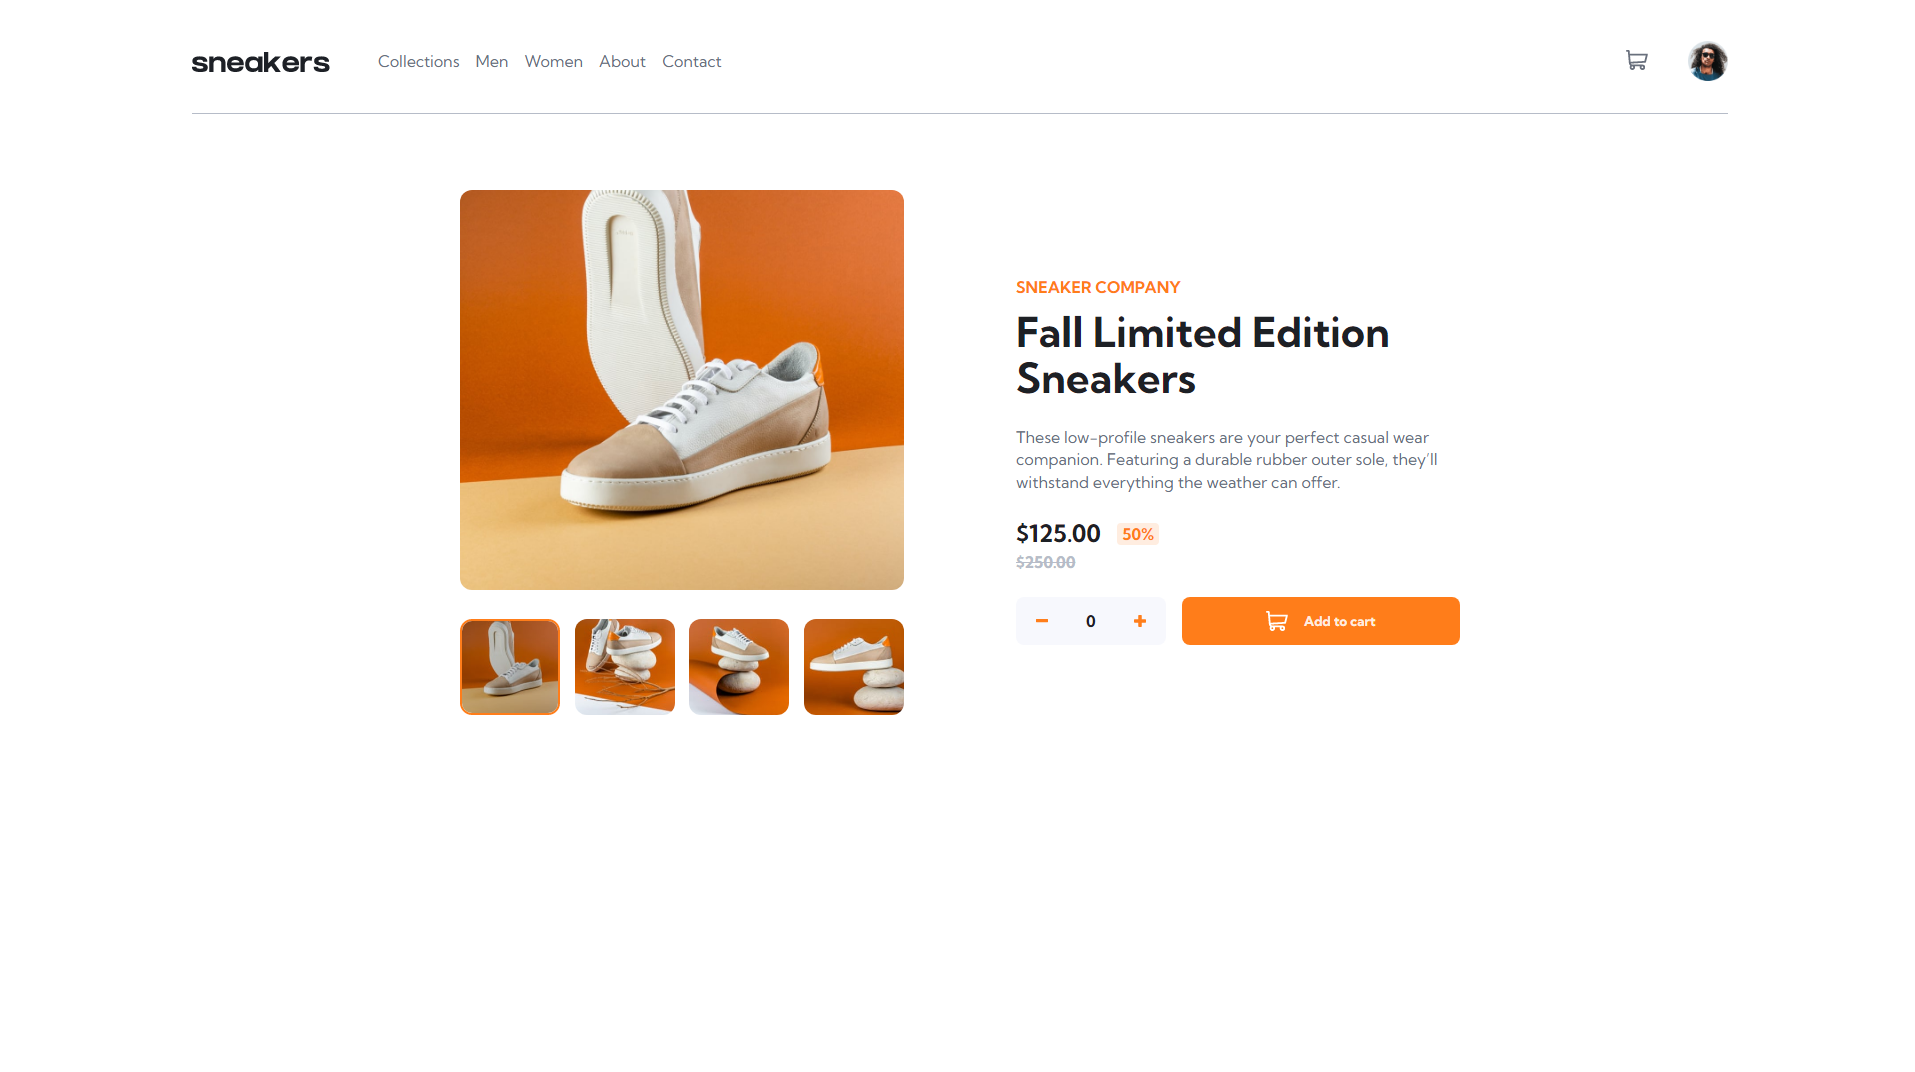 sneakers Collections Men Women About Contact
SNEAKER COMPANY
Fall Limited Edition
Sneakers
These low-profile sneakers are your perfect casual wear
companion. Featuring a durable rubber outer sole, they’ll
withstand everything the weather can offer.
$125.00 50%
$250.00
0 Add to cart